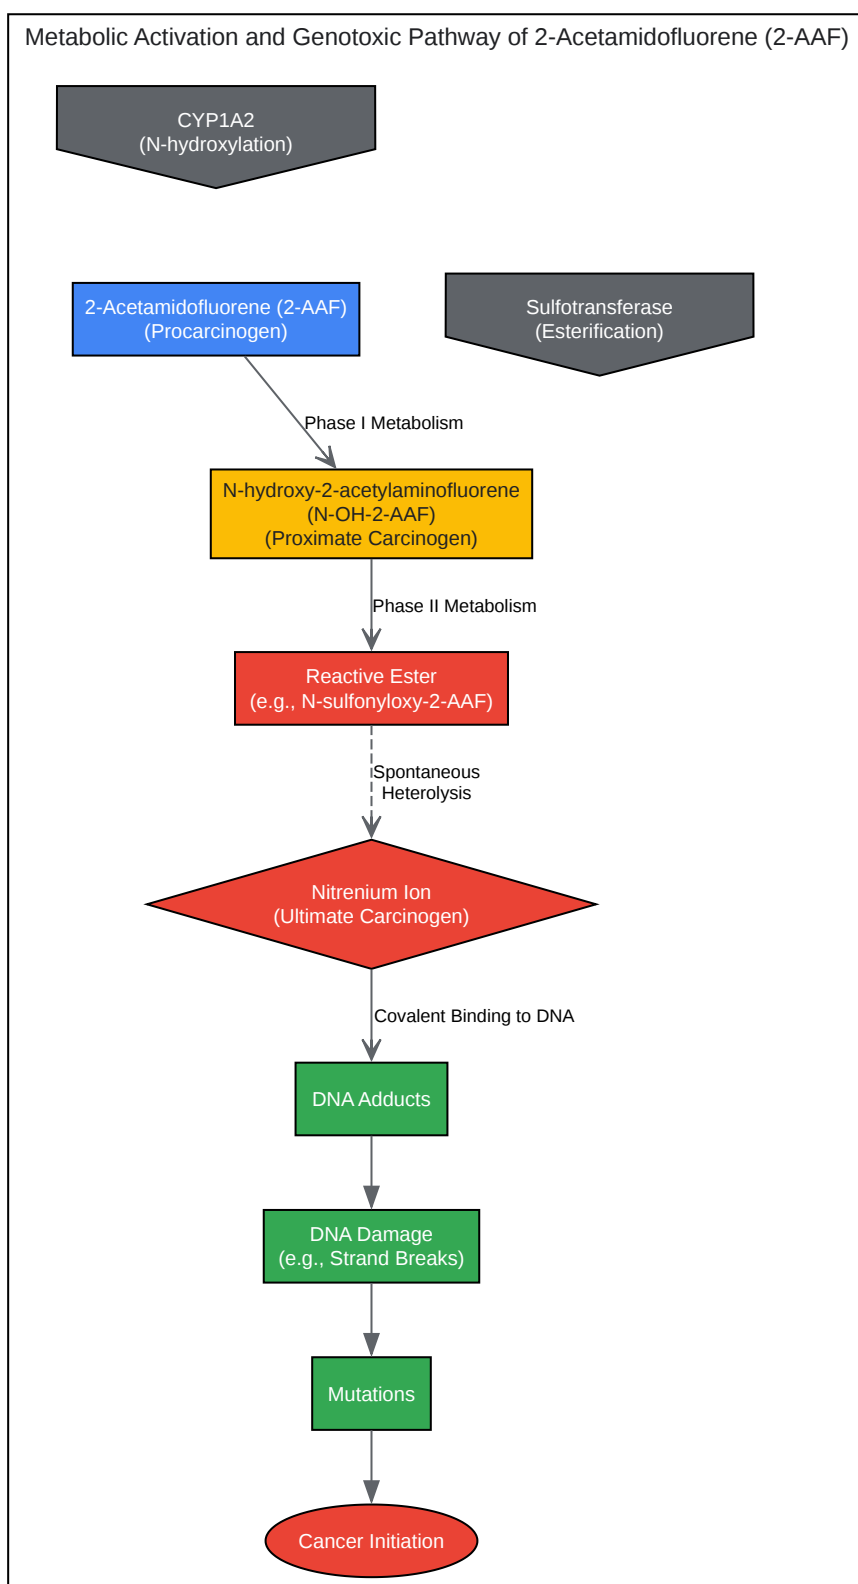 Metabolic Activation and Genotoxic Pathway of 2-Acetamidofluorene (2-AAF)
CYP1A2
(N-hydroxylation)
2-Acetamidofluorene (2-AAF)
(Procarcinogen)
Sulfotransferase
(Esterification)
Phase I Metabolism
N-hydroxy-2-acetylaminofluorene
(N-OH-2-AAF)
(Proximate Carcinogen)
Phase II Metabolism
Reactive Ester
(e.g., N-sulfonyloxy-2-AAF)
Spontaneous
Heterolysis
Nitrenium Ion
(Ultimate Carcinogen)
Covalent Binding to DNA
DNA Adducts
DNA Damage
(e.g., Strand Breaks)
Mutations
Cancer Initiation